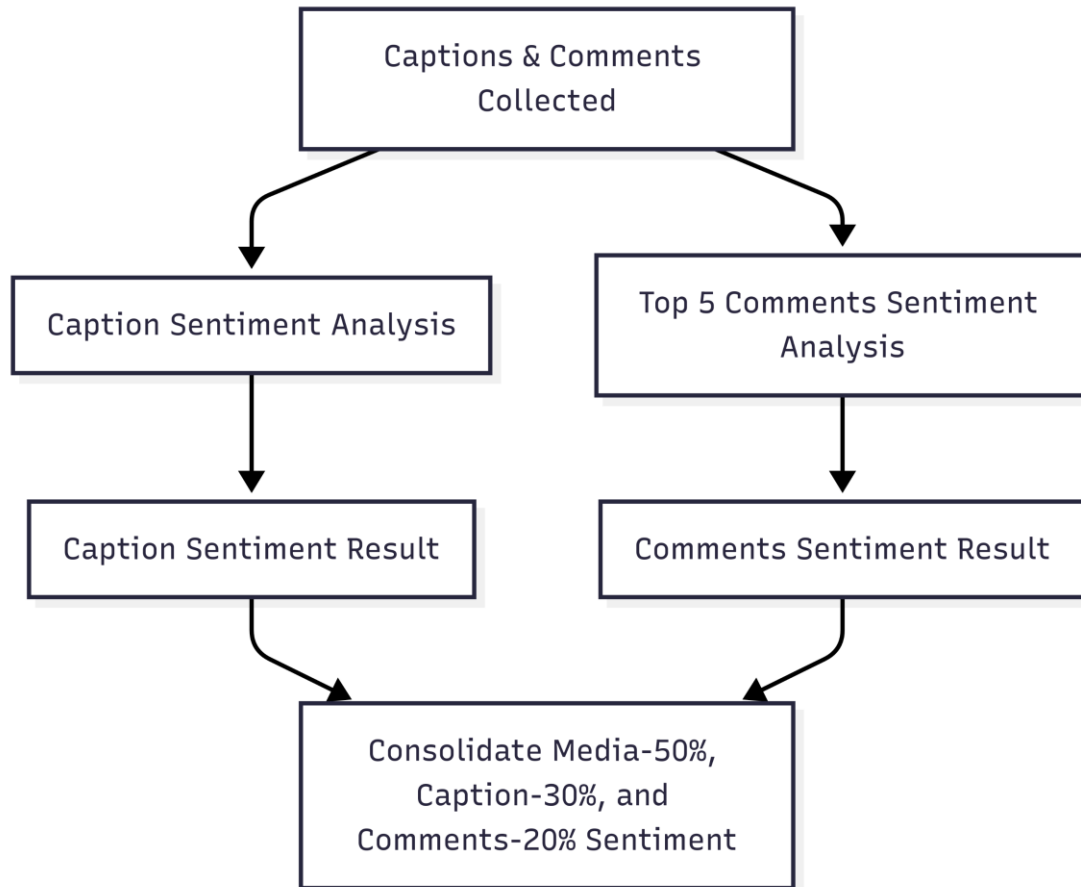 Captions & Comments
Collected
Caption Sentiment Analysis
Top 5 Comments Sentiment
Analysis
Caption Sentiment Result
Comments Sentiment Result
Consolidate Media-50%,
Caption-30%, and
Comments-20% Sentiment